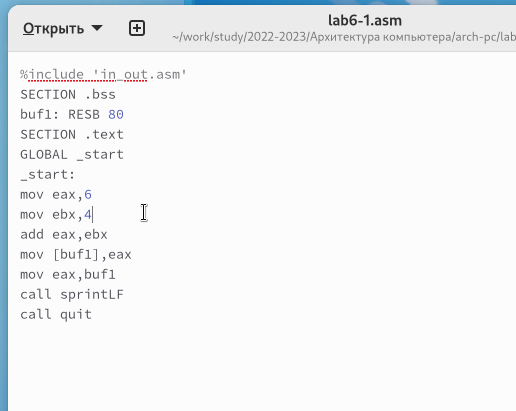 Открыть
lab6-1.asm
~/work/study/2022-2023/Архитектура компьютера/arch-pc/lab
%include 'in_out.asm'
SECTION .bss
buf1: RESB 80
SECTION .text
GLOBAL _start
_start:
mov eax,6
mov ebx,4
add eax,ebx
mov [buf1],eax
mov eax,buf1
call sprintLF
call quit